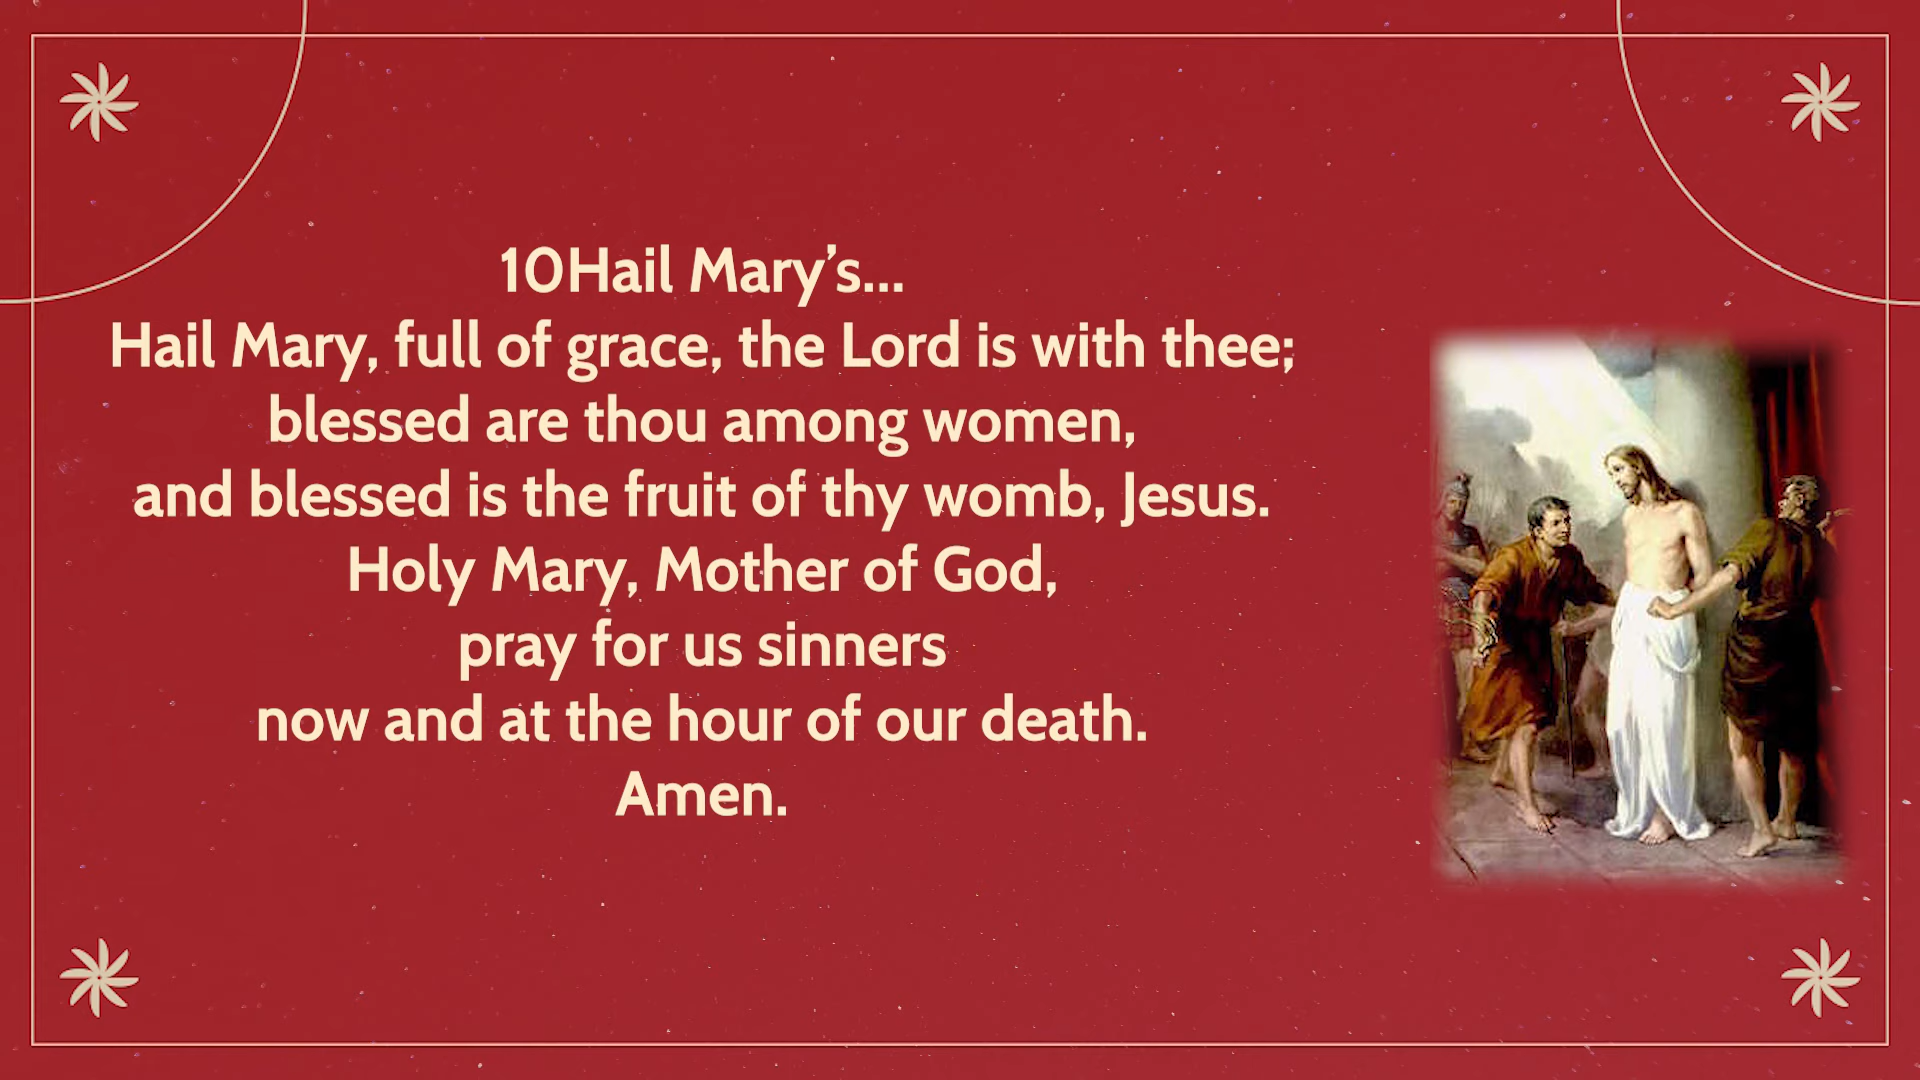 10Hail Mary’s...
Hail Mary, full of grace, the Lord is with thee;
blessed are thou among women,
and blessed is the fruit of thy womb, Jesus.
Holy Mary, Mother of God,
pray for us sinners
now and at the hour of our death.
Amen.